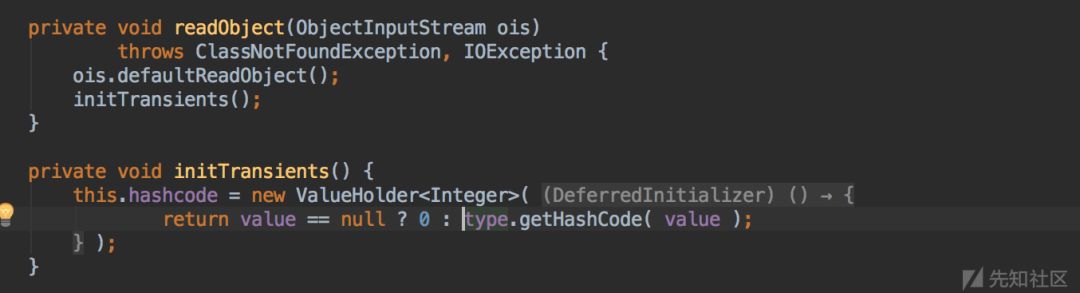 private void readObject(ObjectInputStream ois)
        throws ClassNotFoundException, IOException {
    ois.defaultReadObject();
    initTransients();
}

private void initTransients() {
    this.hashcode = new ValueHolder<Integer>( (DeferredInitializer) () → {
            return value == null ? 0 : type.getHashCode( value );
    } );
}
先知社区